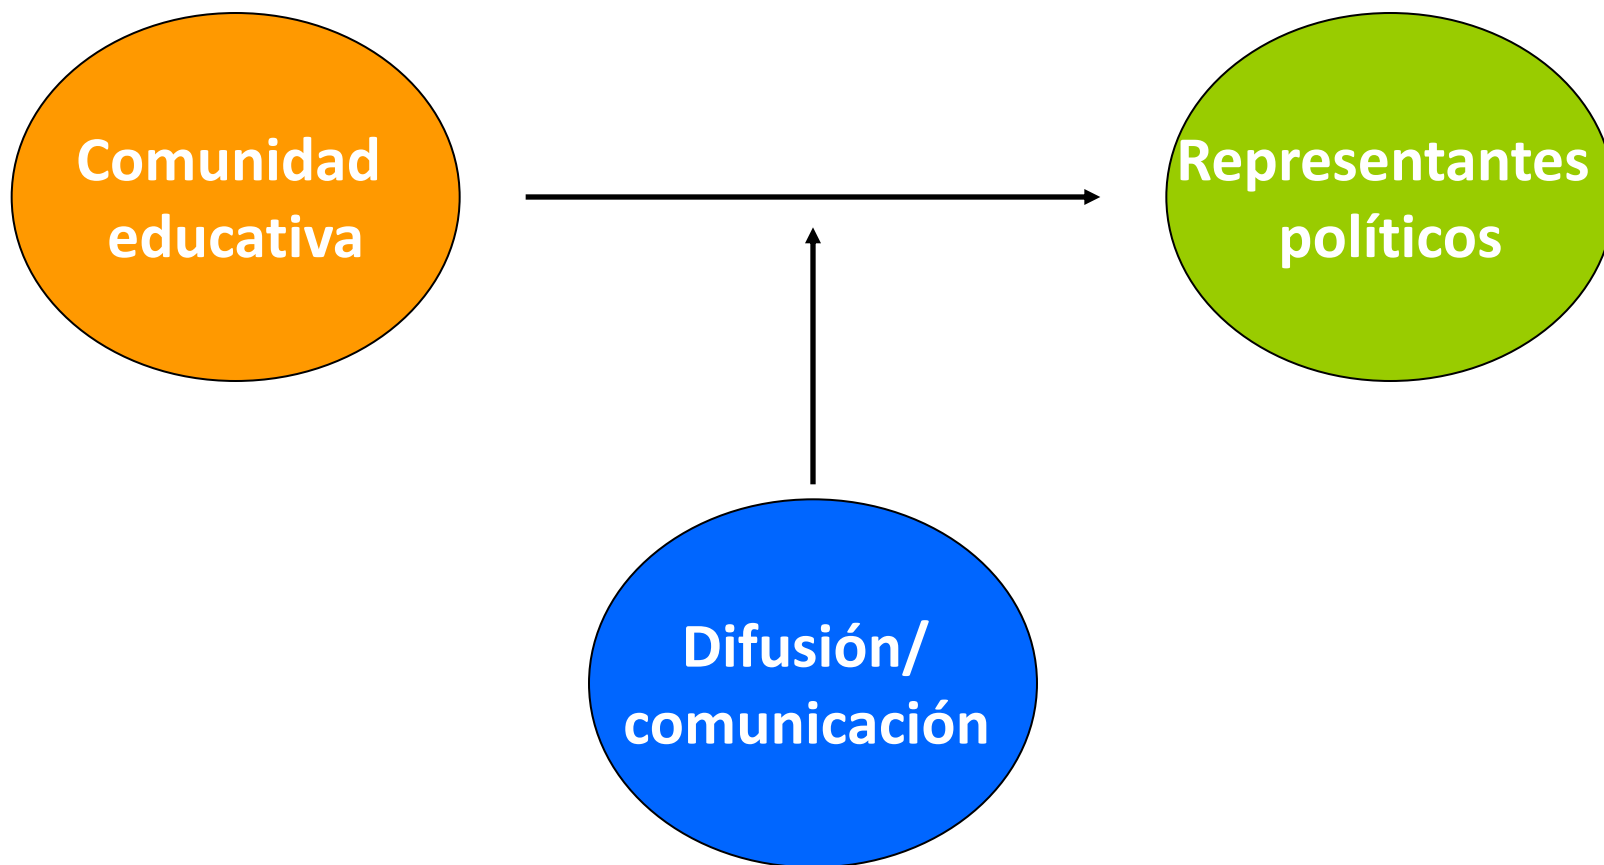 Comunidad
educativa
Representantes
políticos
Difusión/
comunicación